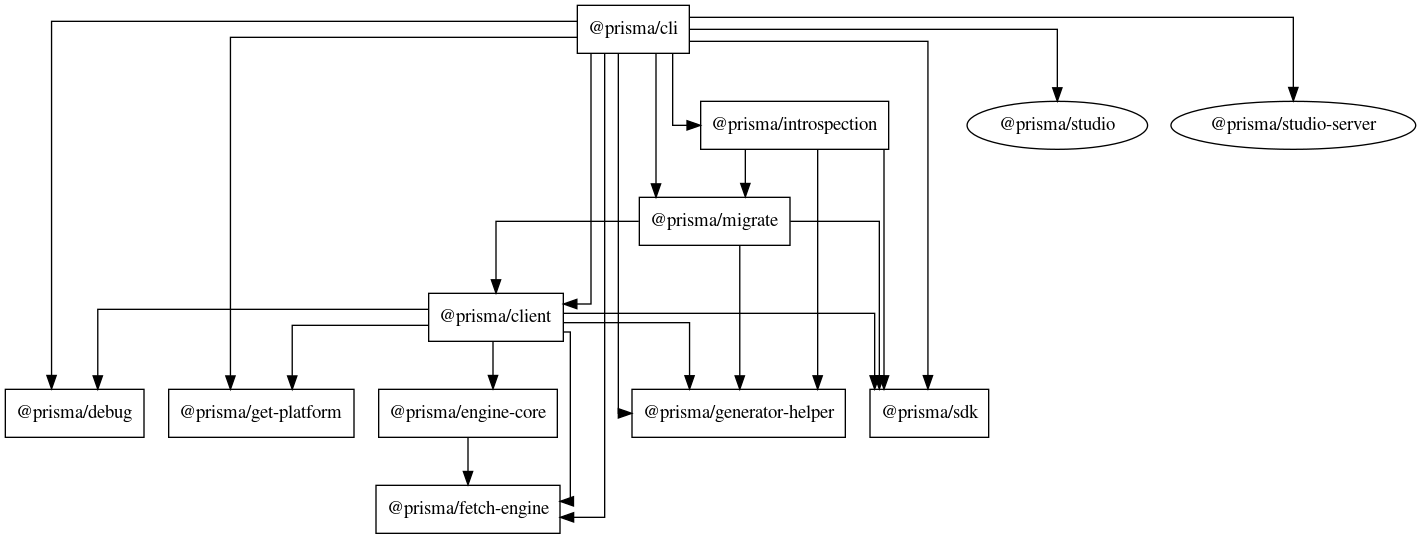 @prisma/cli
@prisma/introspection
@prisma/studio
@prisma/studio-server
@prisma/migrate
@prisma/client
@prisma/debug
@prisma/get-platform
@prisma/engine-core
@prisma/generator-helper
@prisma/sdk
@prisma/fetch-engine